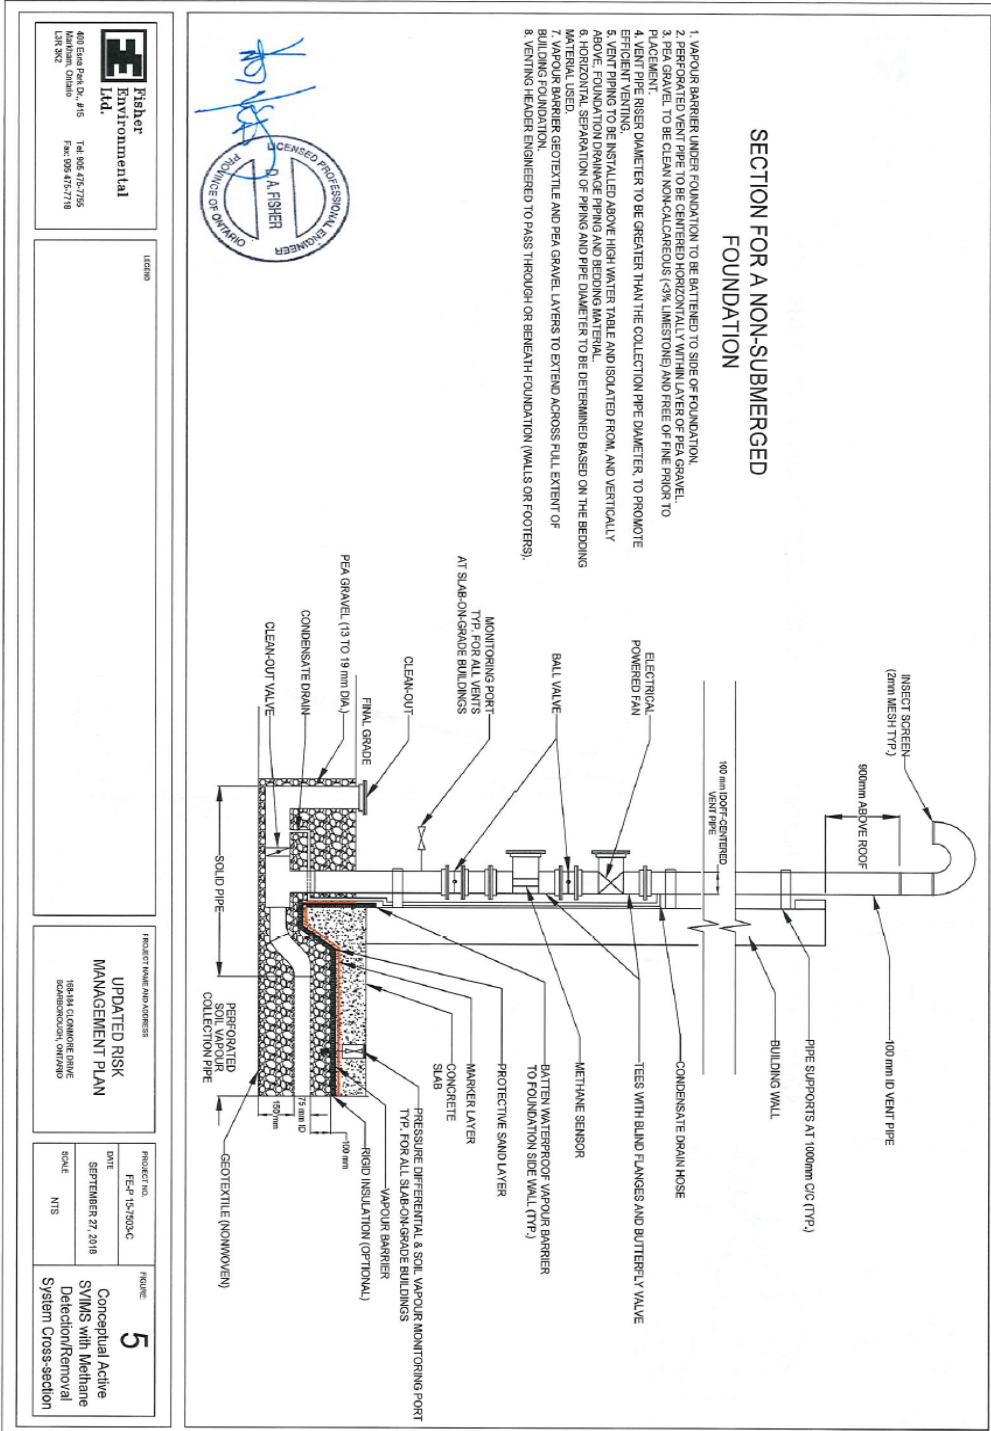 SECTION FOR A NON-SUBMERGED
FOUNDATION
1. VAPOUR BARRIER UNDER FOUNDATION TO BE BATTENED TO SIDE OF FOUNDATION.
2. PERFORATED VENT PIPE TO BE CENTERED HORIZONTALLY WITHIN LAYER OF PEA GRAVEL.
3. PEA GRAVEL TO BE CLEAN NON-CALCAREOUS (<3% LIMESTONE) AND FREE OF FINE PRIOR TO
PLACEMENT.
4. VENT PIPE RISER DIAMETER TO BE GREATER THAN THE COLLECTION PIPE DIAMETER, TO PROMOTE
EFFICIENT VENTING.
5. VENT PIPING TO BE INSTALLED ABOVE HIGH WATER TABLE AND ISOLATED FROM, AND VERTICALLY
ABOVE, FOUNDATION DRAINAGE PIPING AND BEDDING MATERIAL.
6. HORIZONTAL SEPARATION OF PIPING AND PIPE DIAMETER TO BE DETERMINED BASED ON THE BEDDING
MATERIAL USED.
7. VAPOUR BARRIER GEOTEXTILE AND PEA GRAVEL LAYERS TO EXTEND ACROSS FULL EXTENT OF
BUILDING FOUNDATION.
8. VENTING HEADER ENGINEERED TO PASS THROUGH OR BENEATH FOUNDATION (WALLS OR FOOTERS).
LICENSED PROFESSIONAL ENGINEER
D. A. FISHER
PROVINCE OF ONTARIO
INSECT SCREEN
(2mm MESH TYP.)
900mm ABOVE ROOF
100 mm ID OFF-CENTERED
VENT PIPE
ELECTRICAL
POWERED FAN
BALL VALVE
MONITORING PORT
TYP. FOR ALL VENTS
AT SLAB-ON-GRADE BUILDINGS
CLEAN-OUT
FINAL GRADE
PEA GRAVEL (13 TO 19 mm DIA.)
CONDENSATE DRAIN
CLEAN-OUT VALVE
SOLID PIPE
100 mm ID VENT PIPE
PIPE SUPPORTS AT 1000mm C/C (TYP.)
BUILDING WALL
CONDENSATE DRAIN HOSE
TEES WITH BLIND FLANGES AND BUTTERFLY VALVE
METHANE SENSOR
BATTEN WATERPROOF VAPOUR BARRIER
TO FOUNDATION SIDE WALL (TYP.)
PROTECTIVE SAND LAYER
MARKER LAYER
CONCRETE
SLAB
PRESSURE DIFFERENTIAL & SOIL VAPOUR MONITORING PORT
TYP. FOR ALL SLAB-ON-GRADE BUILDINGS
VAPOUR BARRIER
RIGID INSULATION (OPTIONAL)
100 mm
75 mm ID
150 mm
PERFORATED
SOIL VAPOUR
COLLECTION PIPE
GEOTEXTILE (NONWOVEN)
Fisher
Environmental
Ltd.
400 Esna Park Dr., #15
Markham, Ontario
L3R 3K2
Tel: 905 475-7755
Fax: 905 475-7718
LEGEND
PROJECT NAME AND ADDRESS
UPDATED RISK
MANAGEMENT PLAN
168-184 CLONMORE DRIVE
SCARBOROUGH, ONTARIO
PROJECT NO.
FE-P 15-7503-C
DATE
SEPTEMBER 27, 2018
SCALE
NTS
FIGURE:
5
Conceptual Active
SVIMS with Methane
Detection/Removal
System Cross-section